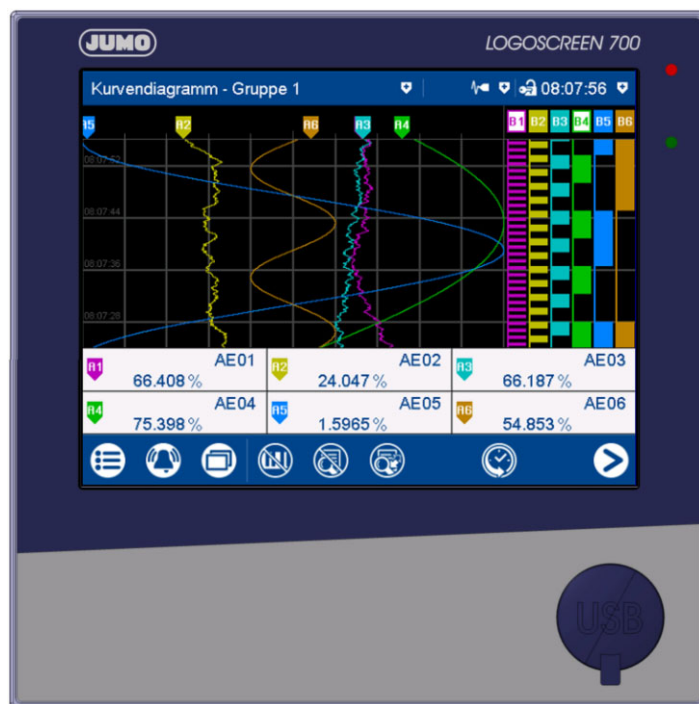 JUMO
LOGOSCREEN 700
Kurvendiagramm - Gruppe 1 08:07:56
A5 A2 A6 A3 A4 B1 B2 B3 B4 B5 B6
08:07:52
08:07:44
08:07:36
08:07:28
A1 AE01 66.408 %
A2 AE02 24.047 %
A3 AE03 66.187 %
A4 AE04 75.398 %
A5 AE05 1.5965 %
A6 AE06 54.853 %
USB